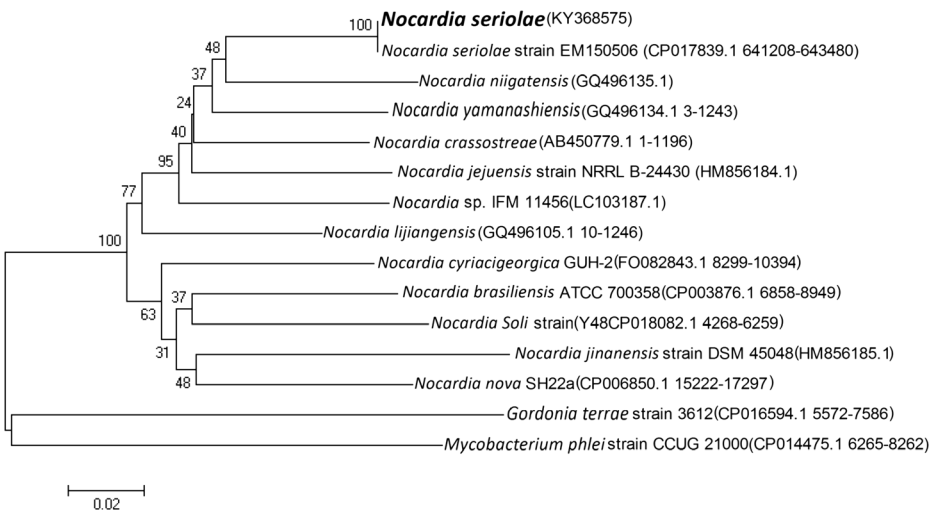 100 Nocardia seriolae(KY368575)
48 Nocardia seriolae strain EM150506 (CP017839.1 641208-643480)
37 Nocardia niigatensis(GQ496135.1)
24 Nocardia yamanashiensis(GQ496134.1 3-1243)
40 Nocardia crassostreae(AB450779.1 1-1196)
95 Nocardia jejuensis strain NRRL B-24430 (HM856184.1)
77 Nocardia sp. IFM 11456(LC103187.1)
100 Nocardia lijiangensis(GQ496105.1 10-1246)
Nocardia cyriacigeorgica GUH-2(FO082843.1 8299-10394)
37 Nocardia brasiliensis ATCC 700358(CP003876.1 6858-8949)
63 Nocardia Soli strain(Y48CP018082.1 4268-6259)
31 Nocardia jinanensis strain DSM 45048(HM856185.1)
48 Nocardia nova SH22a(CP006850.1 15222-17297)
Gordonia terrae strain 3612(CP016594.1 5572-7586)
Mycobacterium phlei strain CCUG 21000(CP014475.1 6265-8262)
0.02